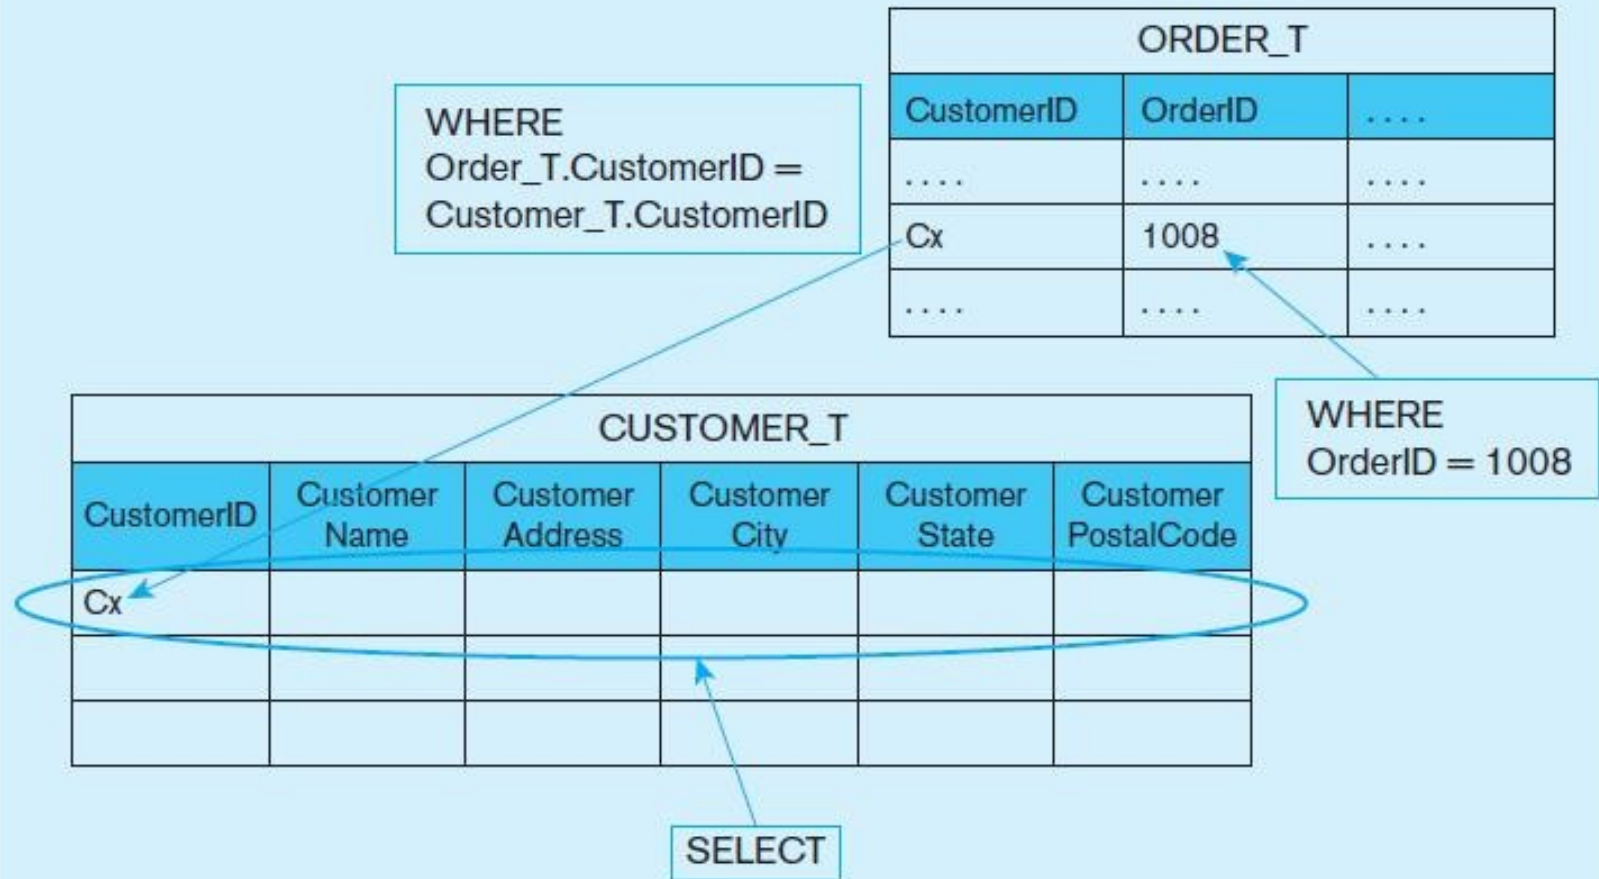 ORDER_T
CustomerID OrderID ....
.... .... ....
Cx 1008 ....
.... .... ....
WHERE
Order_T.CustomerID =
Customer_T.CustomerID
WHERE
OrderID = 1008
CUSTOMER_T
CustomerID Customer Name Customer Address Customer City Customer State Customer PostalCode
Cx
SELECT